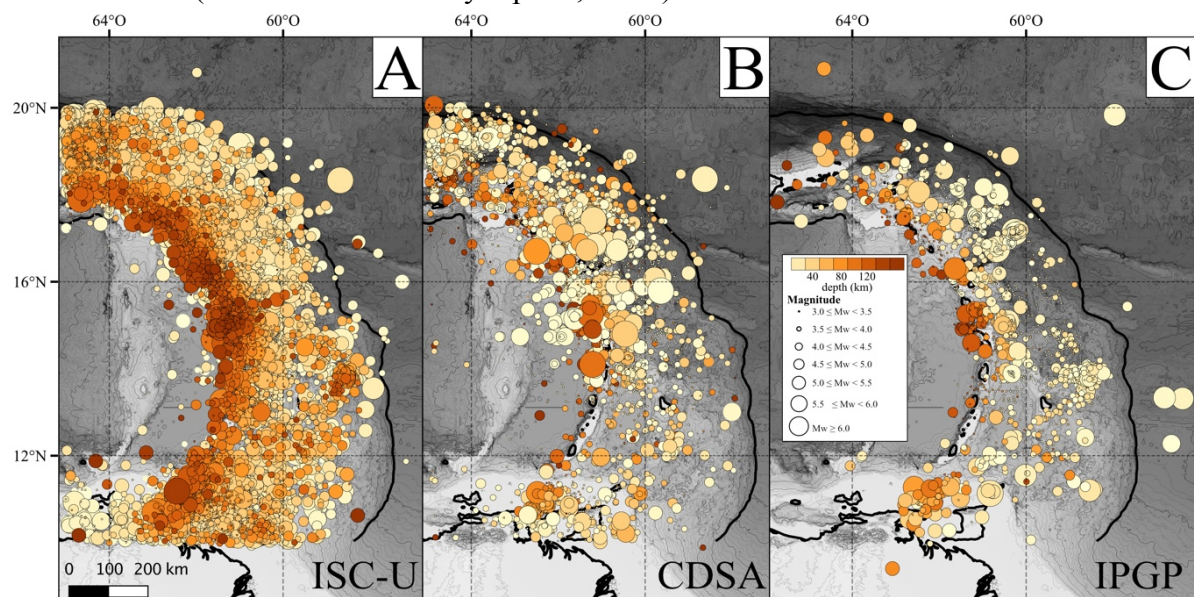 64°O 60°O 64°O 60°O 64°O 60°O
A B C
20°N
16°N
12°N
40 80 120
depth (km)
Magnitude
3.0 ≤ Mw < 3.5
3.5 ≤ Mw < 4.0
4.0 ≤ Mw < 4.5
4.5 ≤ Mw < 5.0
5.0 ≤ Mw < 5.5
5.5 ≤ Mw < 6.0
Mw ≥ 6.0
0 100 200 km
ISC-U CDSA IPGP